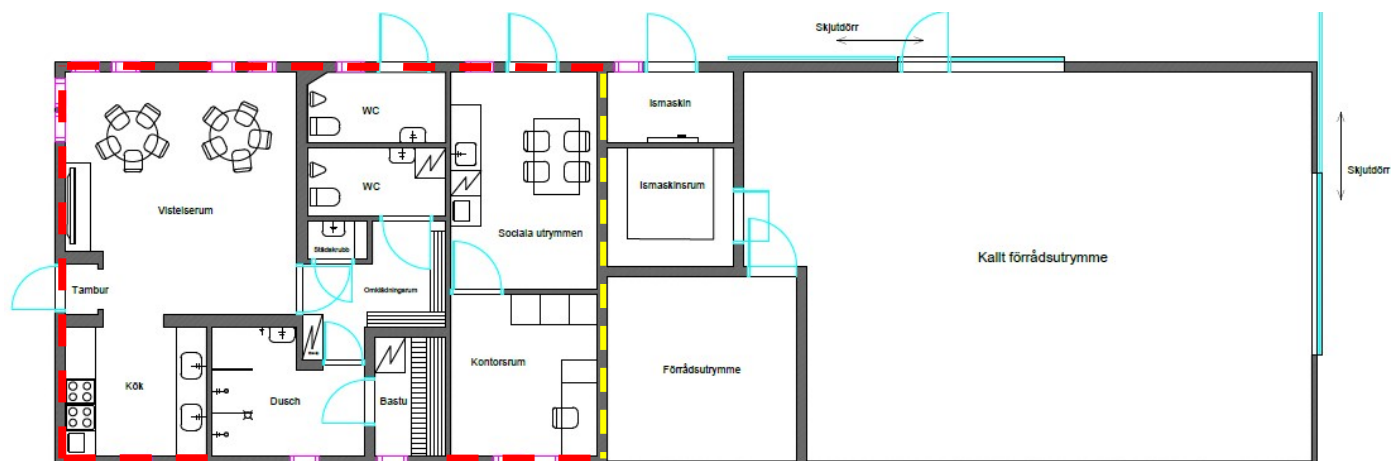 Skjutdörr
WC
Ismaskin
WC
Ismaskinsrum
Skjutdörr
Vistelserum
Sociala utrymmen
Städskrubb
Kallt förrådsutrymme
Tambur
Omklädningsrum
Kontorsrum
Förrådsutrymme
Kök
Dusch
Bastu